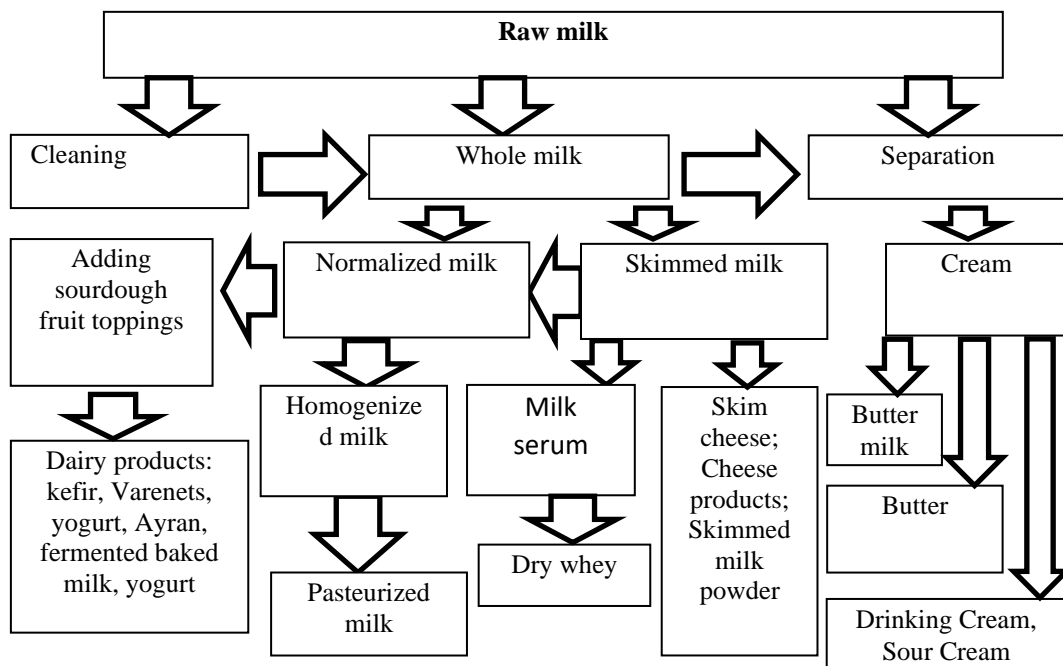 Raw milk
Cleaning
Whole milk
Separation
Adding
sourdough
fruit toppings
Normalized milk
Skimmed milk
Cream
Homogenize
d milk
Milk
serum
Skim
cheese;
Cheese
products;
Skimmed
milk
powder
Butter
milk
Butter
Dairy products:
kefir, Varenets,
yogurt, Ayran,
fermented baked
milk, yogurt
Pasteurized
milk
Dry whey
Drinking Cream,
Sour Cream